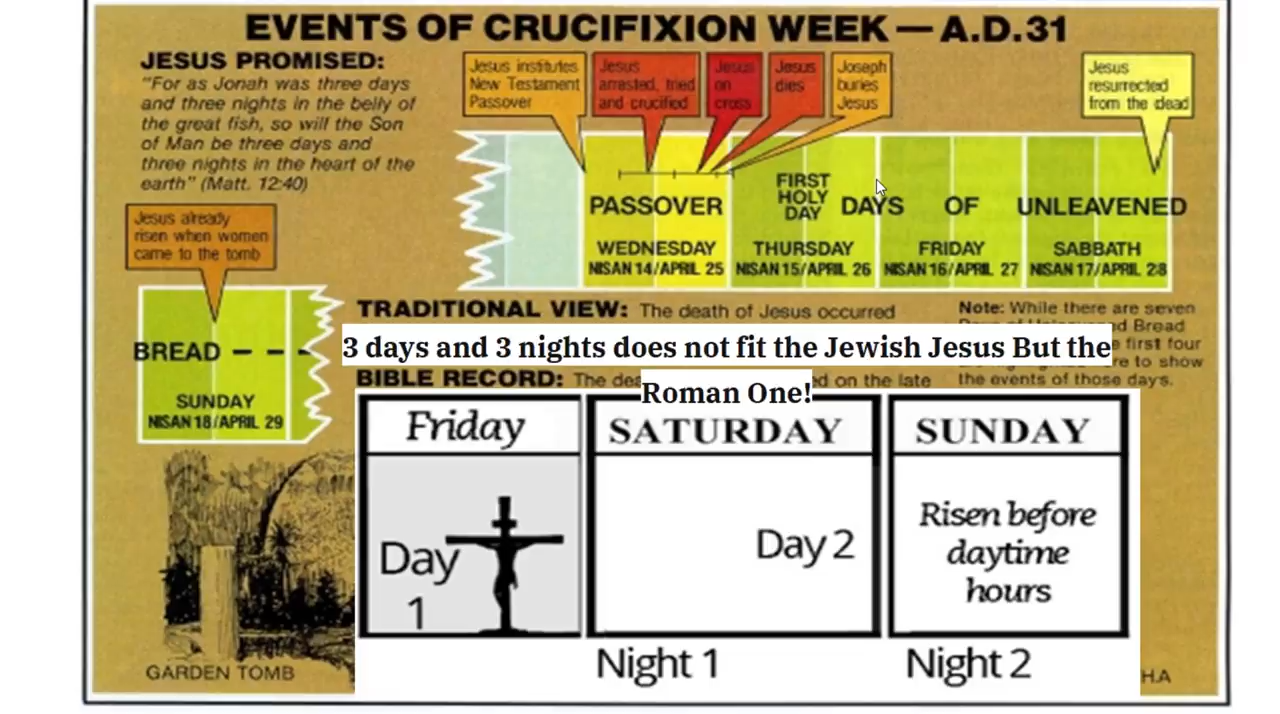 EVENTS OF CRUCIFIXION WEEK — A.D.31
JESUS PROMISED:
"For as Jonah was three days
and three nights in the belly of
the great fish, so will the Son
of Man be three days and
three nights in the heart of the
earth" (Matt. 12:40)
Jesus institutes
New Testament
Passover
Jesus
arrested, tried
and crucified
Jesus
on
cross
Jesus
dies
Joseph
buries
Jesus
Jesus
resurrected
from the dead
PASSOVER
WEDNESDAY
NISAN 14/APRIL 25
FIRST
HOLY
DAY
DAYS OF UNLEAVENED
THURSDAY
NISAN 15/APRIL 26
FRIDAY
NISAN 16/APRIL 27
SABBATH
NISAN 17/APRIL 28
Jesus already
risen when women
came to the tomb
BREAD – – –
SUNDAY
NISAN 18/APRIL 29
TRADITIONAL VIEW: The death of Jesus occurred
3 days and 3 nights does not fit the Jewish Jesus But the
Roman One!
BIBLE RECORD: The on the late
Note: While there are seven
Bread
first four
to show
the events of those days.
Friday
Day
1
SATURDAY
Day 2
SUNDAY
Risen before
daytime
hours
Night 1
Night 2
GARDEN TOMB
H.A